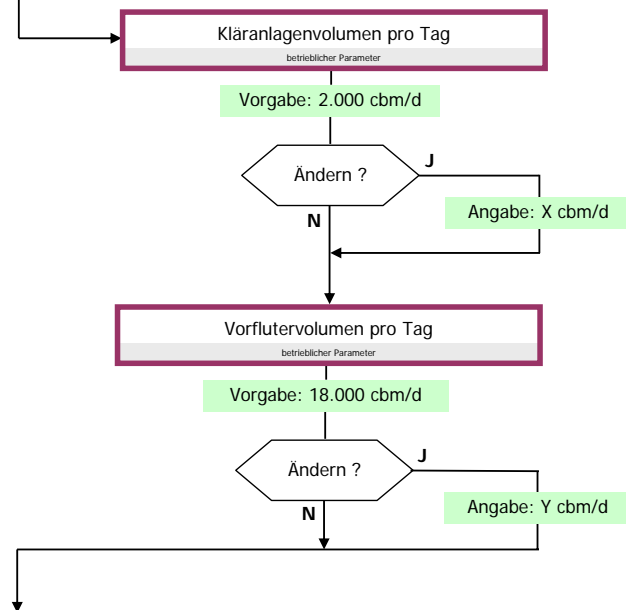 Kläranlagenvolumen pro Tag
betrieblicher Parameter
Vorgabe: 2.000 cbm/d
Ändern ?
J
Angabe: X cbm/d
N
Vorflutervolumen pro Tag
betrieblicher Parameter
Vorgabe: 18.000 cbm/d
Ändern ?
J
Angabe: Y cbm/d
N